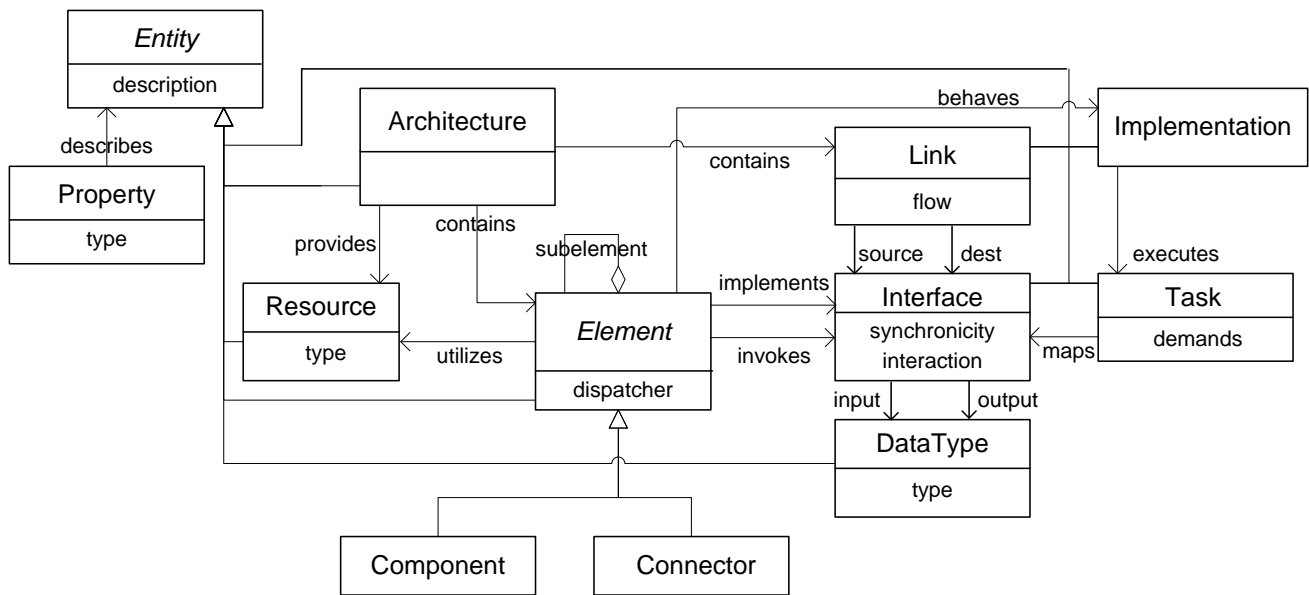 Entity
description
describes
Property
type
Architecture
behaves
Implementation
contains
Link
flow
provides
contains
subelement
source
dest
executes
Resource
type
utilizes
Element
dispatcher
implements
invokes
Interface
synchronicity
interaction
maps
Task
demands
input
output
DataType
type
Component
Connector